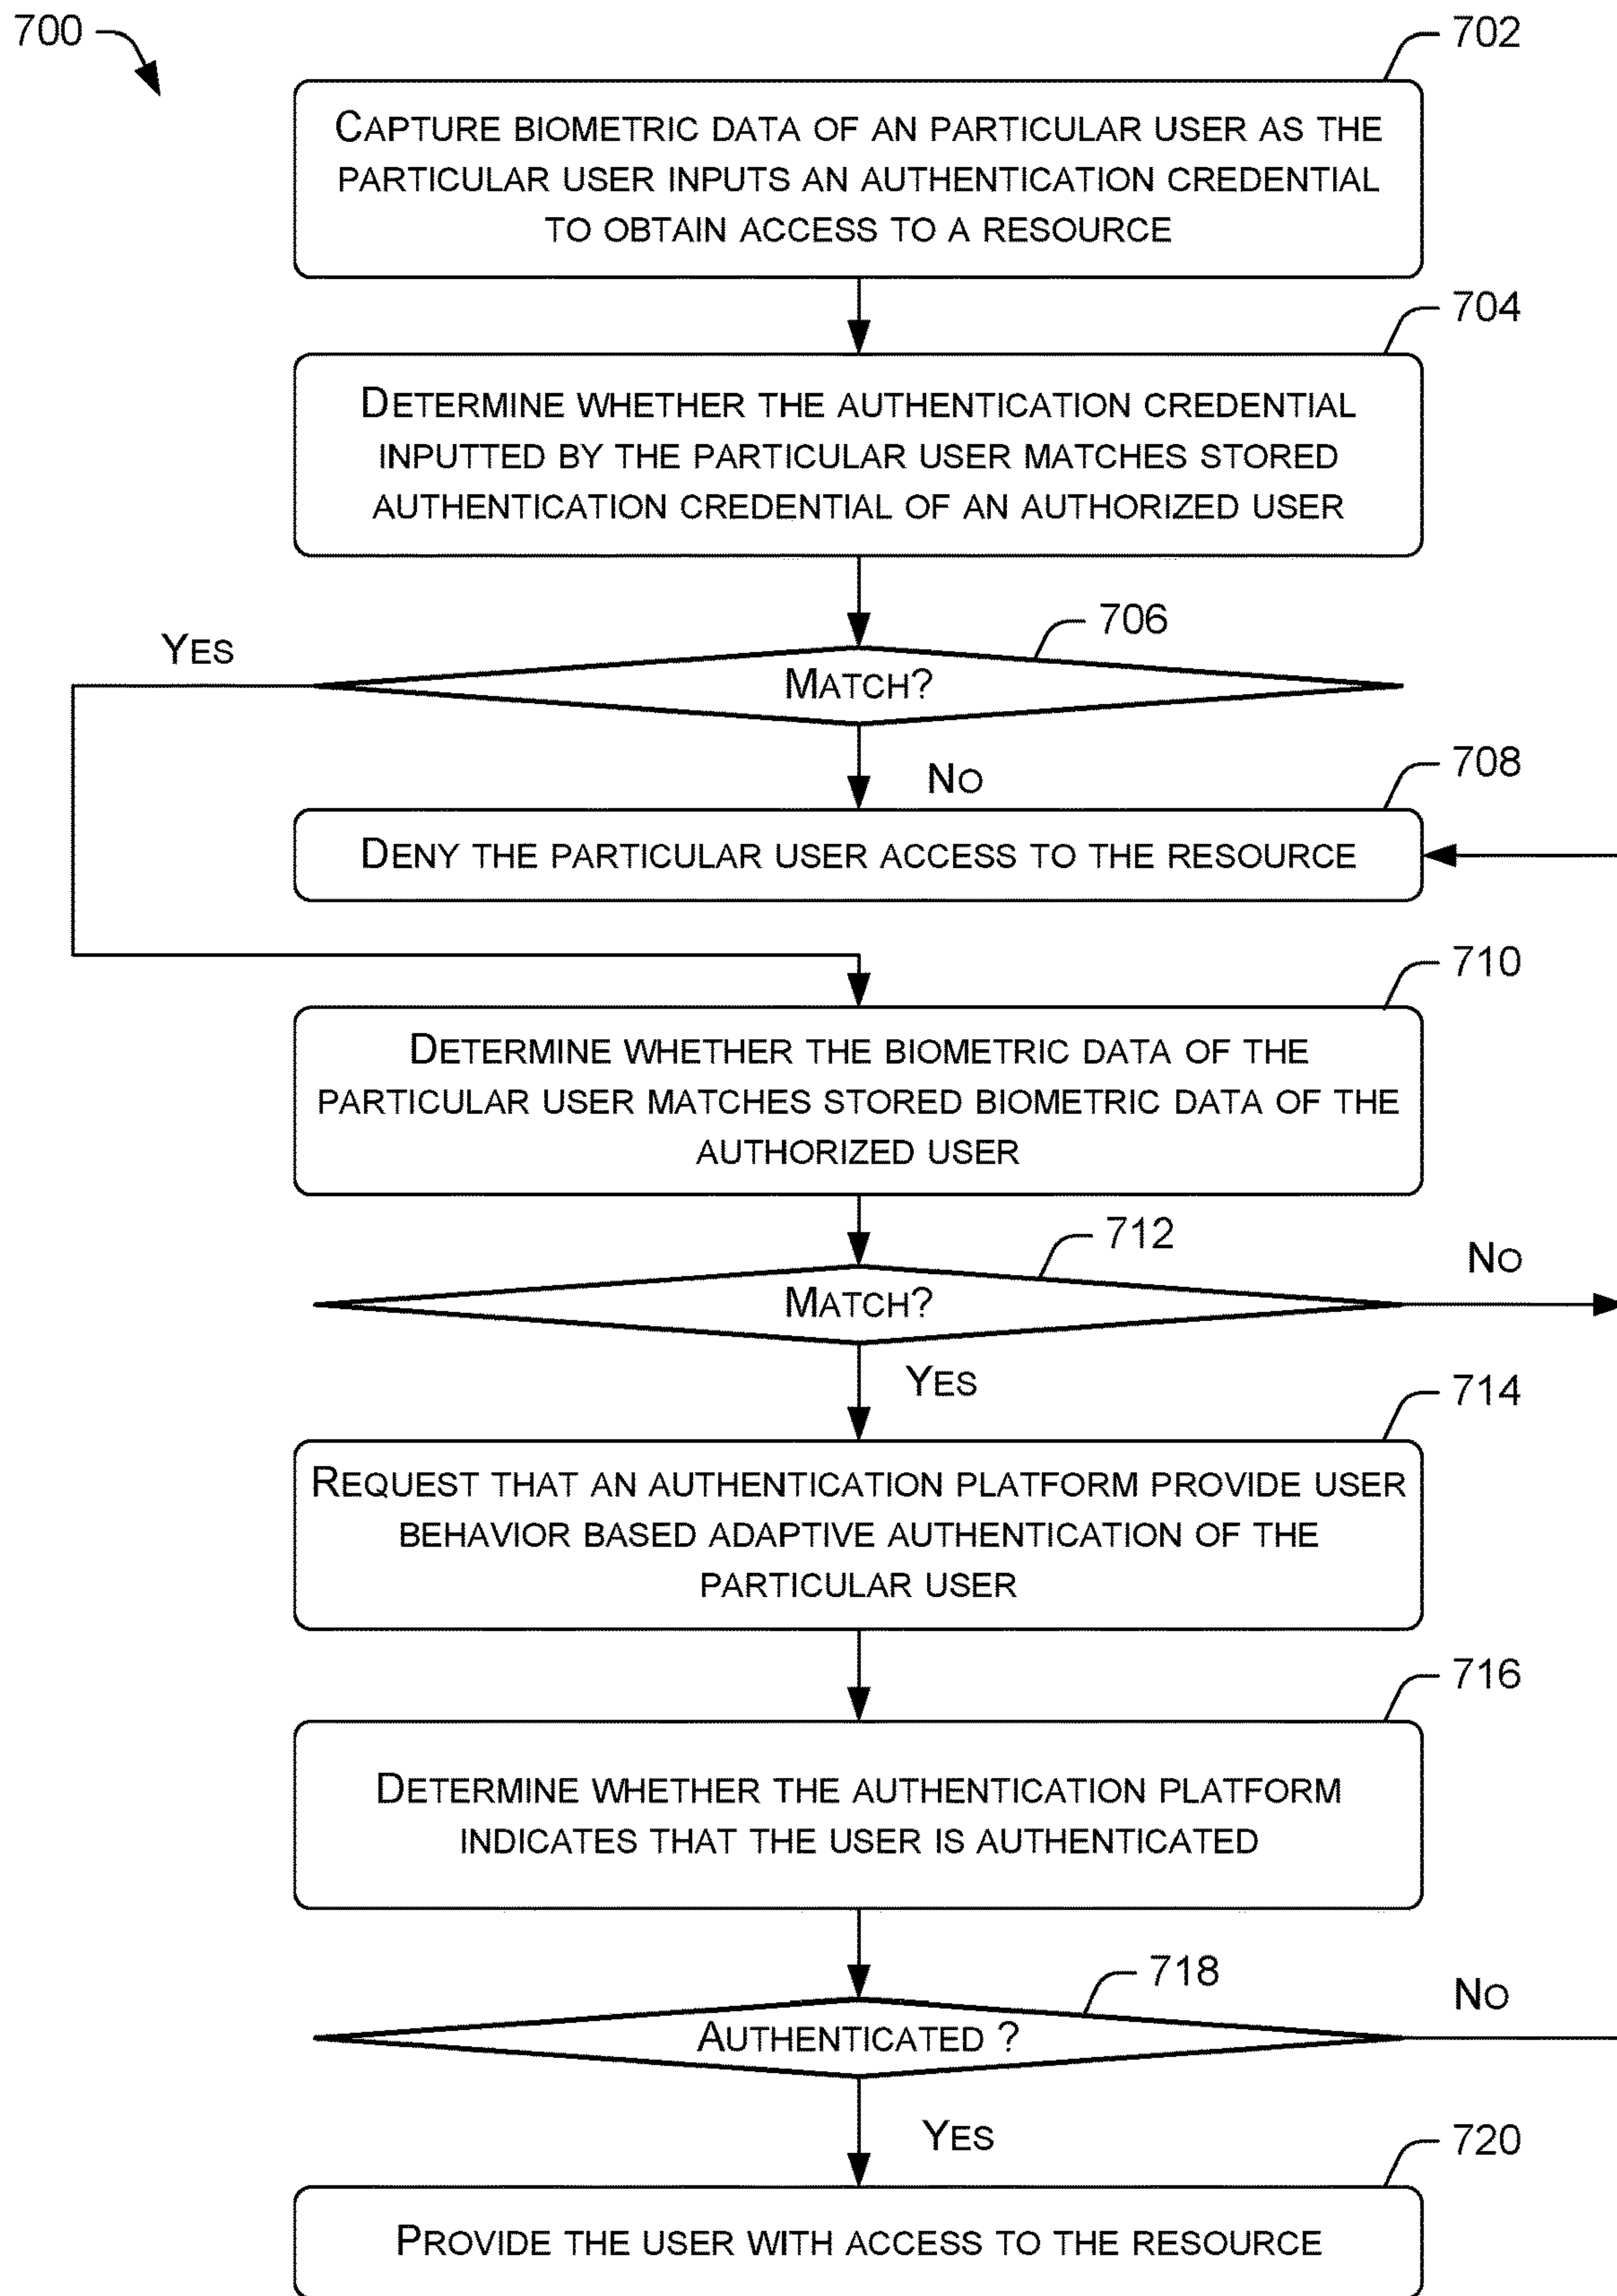 700
702
CAPTURE BIOMETRIC DATA OF AN PARTICULAR USER AS THE
PARTICULAR USER INPUTS AN AUTHENTICATION CREDENTIAL
TO OBTAIN ACCESS TO A RESOURCE
704
DETERMINE WHETHER THE AUTHENTICATION CREDENTIAL
INPUTTED BY THE PARTICULAR USER MATCHES STORED
AUTHENTICATION CREDENTIAL OF AN AUTHORIZED USER
706
YES
MATCH?
NO
708
DENY THE PARTICULAR USER ACCESS TO THE RESOURCE
710
DETERMINE WHETHER THE BIOMETRIC DATA OF THE
PARTICULAR USER MATCHES STORED BIOMETRIC DATA OF THE
AUTHORIZED USER
712
NO
MATCH?
YES
714
REQUEST THAT AN AUTHENTICATION PLATFORM PROVIDE USER
BEHAVIOR BASED ADAPTIVE AUTHENTICATION OF THE
PARTICULAR USER
716
DETERMINE WHETHER THE AUTHENTICATION PLATFORM
INDICATES THAT THE USER IS AUTHENTICATED
718
NO
AUTHENTICATED ?
YES
720
PROVIDE THE USER WITH ACCESS TO THE RESOURCE